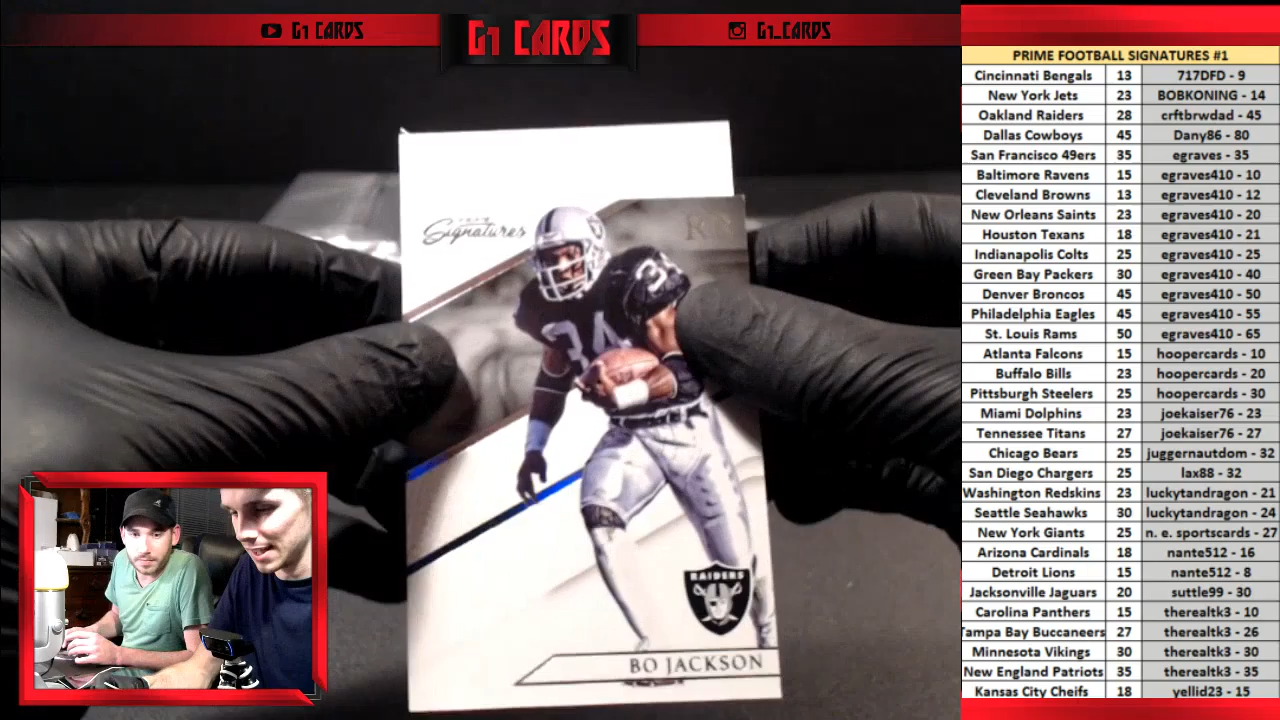 G1 CARDS
G1 CARDS
G1_CARDS
PRIME FOOTBALL SIGNATURES #1
Cincinnati Bengals 13 717DFD - 9
New York Jets 23 BOBKONING - 14
Oakland Raiders 28 crftbrwdad - 45
Dallas Cowboys 45 Dany86 - 80
San Francisco 49ers 35 egraves - 35
Baltimore Ravens 15 egraves410 - 10
Cleveland Browns 13 egraves410 - 12
New Orleans Saints 23 egraves410 - 20
Houston Texans 18 egraves410 - 21
Indianapolis Colts 25 egraves410 - 25
Green Bay Packers 30 egraves410 - 40
Denver Broncos 45 egraves410 - 50
Philadelphia Eagles 45 egraves410 - 55
St. Louis Rams 50 egraves410 - 65
Atlanta Falcons 15 hoopercards - 10
Buffalo Bills 23 hoopercards - 20
Pittsburgh Steelers 25 hoopercards - 30
Miami Dolphins 23 joekaiser76 - 23
Tennessee Titans 27 joekaiser76 - 27
Chicago Bears 25 juggernautdom - 32
San Diego Chargers 25 lax88 - 32
Washington Redskins 23 luckytandragon - 21
Seattle Seahawks 30 luckytandragon - 24
New York Giants 25 n. e. sportscards - 27
Arizona Cardinals 18 nante512 - 16
Detroit Lions 15 nante512 - 8
Jacksonville Jaguars 20 suttle99 - 30
Carolina Panthers 15 therealtk3 - 10
Tampa Bay Buccaneers 27 therealtk3 - 26
Minnesota Vikings 30 therealtk3 - 30
New England Patriots 35 therealtk3 - 35
Kansas City Cheifs 18 yellid23 - 15
Signatures
34
34
RAIDERS
BO JACKSON